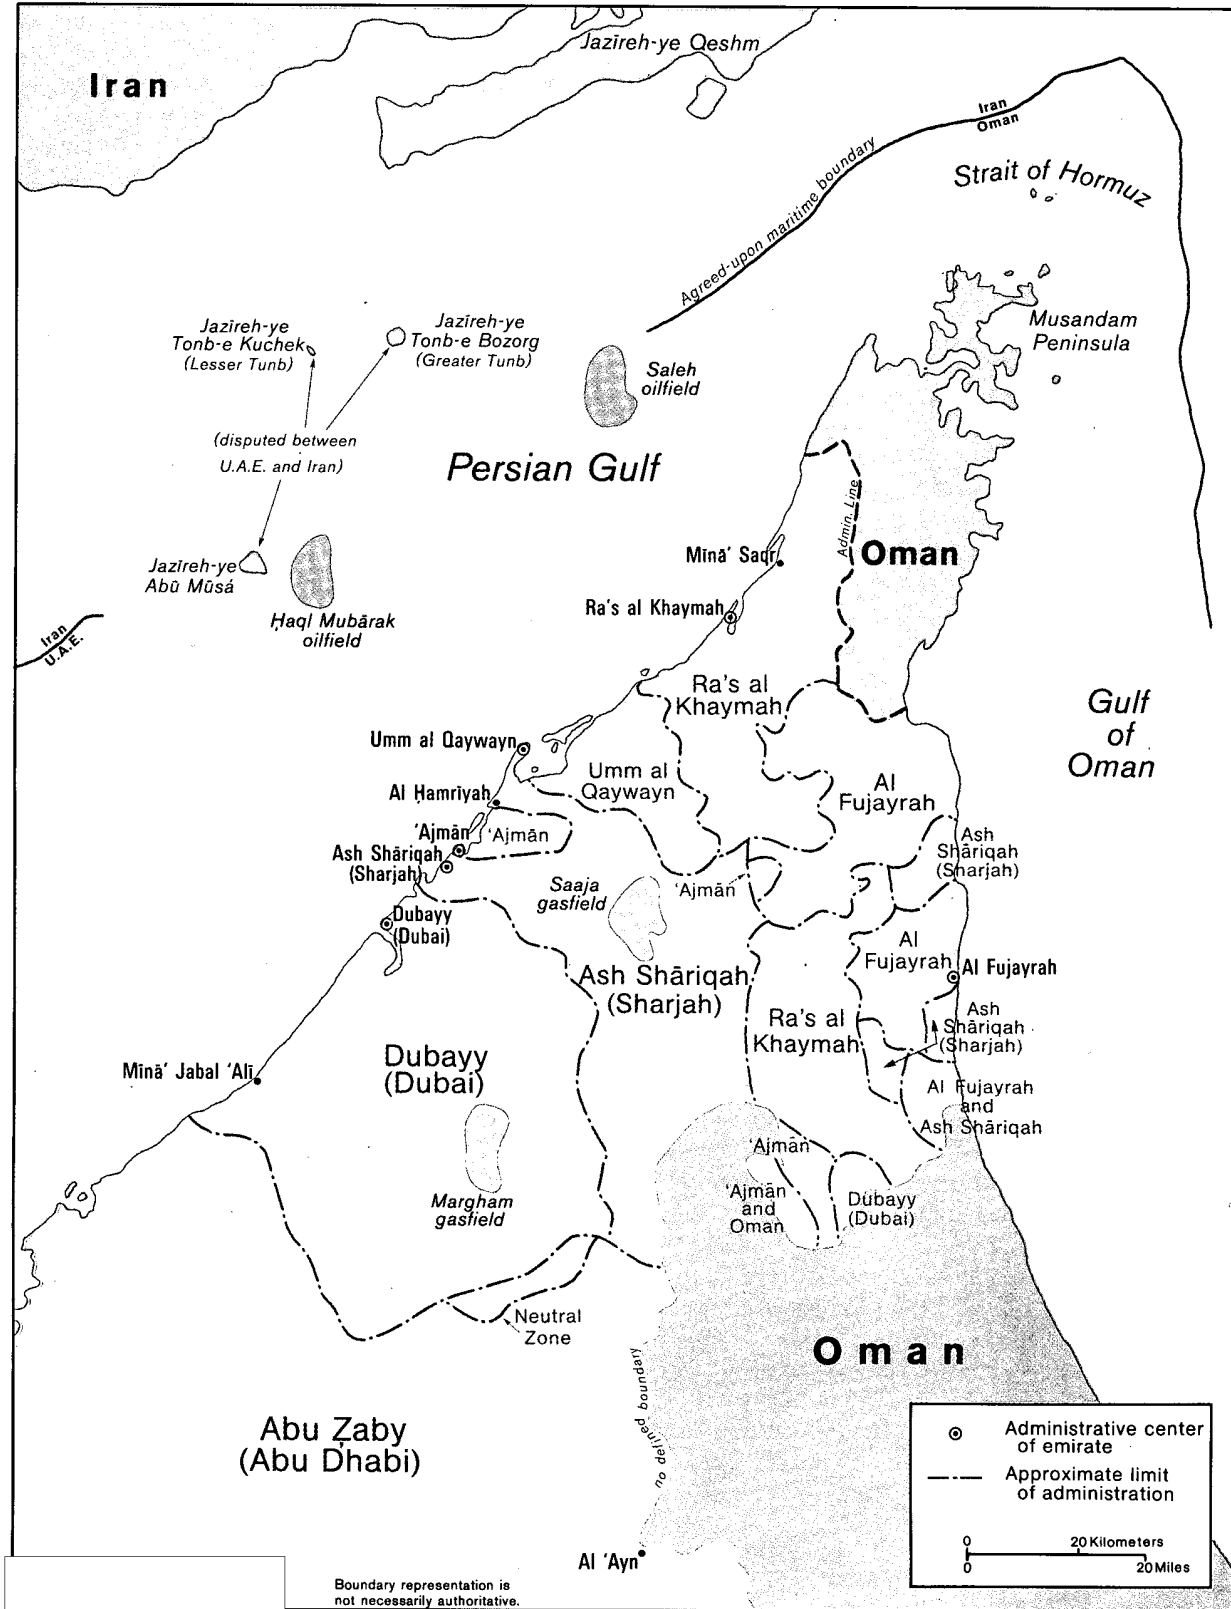 Jazīreh-ye Qeshm
Iran
Iran
Oman
Strait of Hormuz
Agreed-upon maritime boundary
Musandam
Peninsula
Jazīreh-ye
Tonb-e Kuchek
(Lesser Tunb)
Jazīreh-ye
Tonb-e Bozorg
(Greater Tunb)
Saleh
oilfield
(disputed between
U.A.E. and Iran)
Persian Gulf
Admin. Line
Oman
Mīnā' Saqr
Jazīreh-ye
Abū Mūsá
Ra's al Khaymah
Ḥaql Mubārak
oilfield
Iran
U.A.E.
Ra's al
Khaymah
Gulf
of
Oman
Umm al Qaywayn
Umm al
Qaywayn
Al
Fujayrah
Al Ḥamrīyah
'Ajmān
'Ajmān
Ash Shāriqah
(Sharjah)
Ash
Shāriqah
(Sharjah)
Saaja
gasfield
'Ajmān
Dubayy
(Dubai)
Al
Fujayrah
Al Fujayrah
Ash Shāriqah
(Sharjah)
Ra's al
Khaymah
Ash
Shāriqah
(Sharjah)
Dubayy
(Dubai)
Mīnā' Jabal 'Alī
Al Fujayrah
and
Ash Shāriqah
'Ajmān
Margham
gasfield
'Ajmān
and
Oman
Dubayy
(Dubai)
Neutral
Zone
Oman
no defined boundary
Abu Ẓaby
(Abu Dhabi)
Administrative center
of emirate
Approximate limit
of administration
0 20 Kilometers
0 20 Miles
Al 'Ayn
Boundary representation is
not necessarily authoritative.